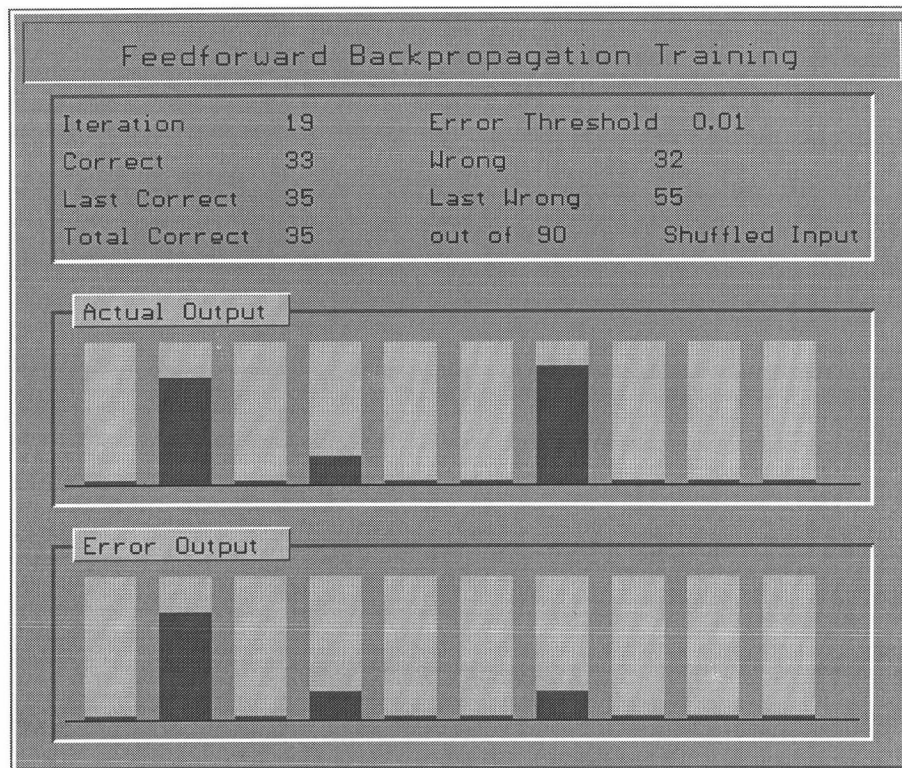 Feedforward Backpropagation Training
Iteration 19 Error Threshold 0.01
Correct 33 Wrong 32
Last Correct 35 Last Wrong 55
Total Correct 35 out of 90 Shuffled Input
Actual Output
Error Output